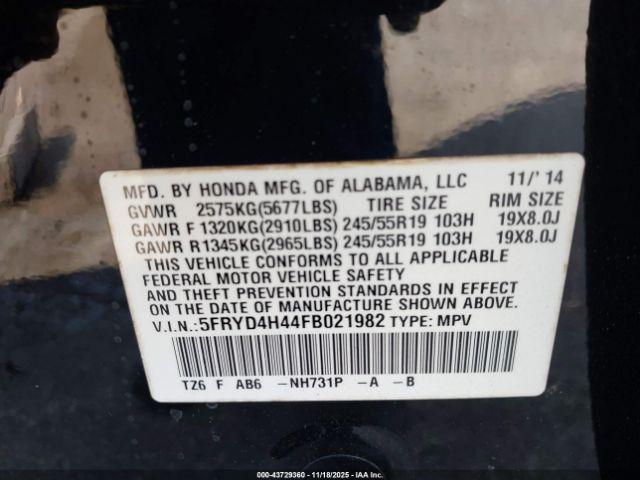 MFD. BY HONDA MFG. OF ALABAMA, LLC 11/' 14
GVWR 2575KG(5677LBS) TIRE SIZE RIM SIZE
GAWR F 1320KG(2910LBS) 245/55R19 103H 19X8.0J
GAWR R1345KG(2965LBS) 245/55R19 103H 19X8.0J
THIS VEHICLE CONFORMS TO ALL APPLICABLE
FEDERAL MOTOR VEHICLE SAFETY
AND THEFT PREVENTION STANDARDS IN EFFECT
ON THE DATE OF MANUFACTURE SHOWN ABOVE.
V.I.N.:5FRYD4H44FB021982 TYPE: MPV
TZ6 F AB6 -NH731P -A -B
000-43729360 - 11/18/2025 - IAAI.COM